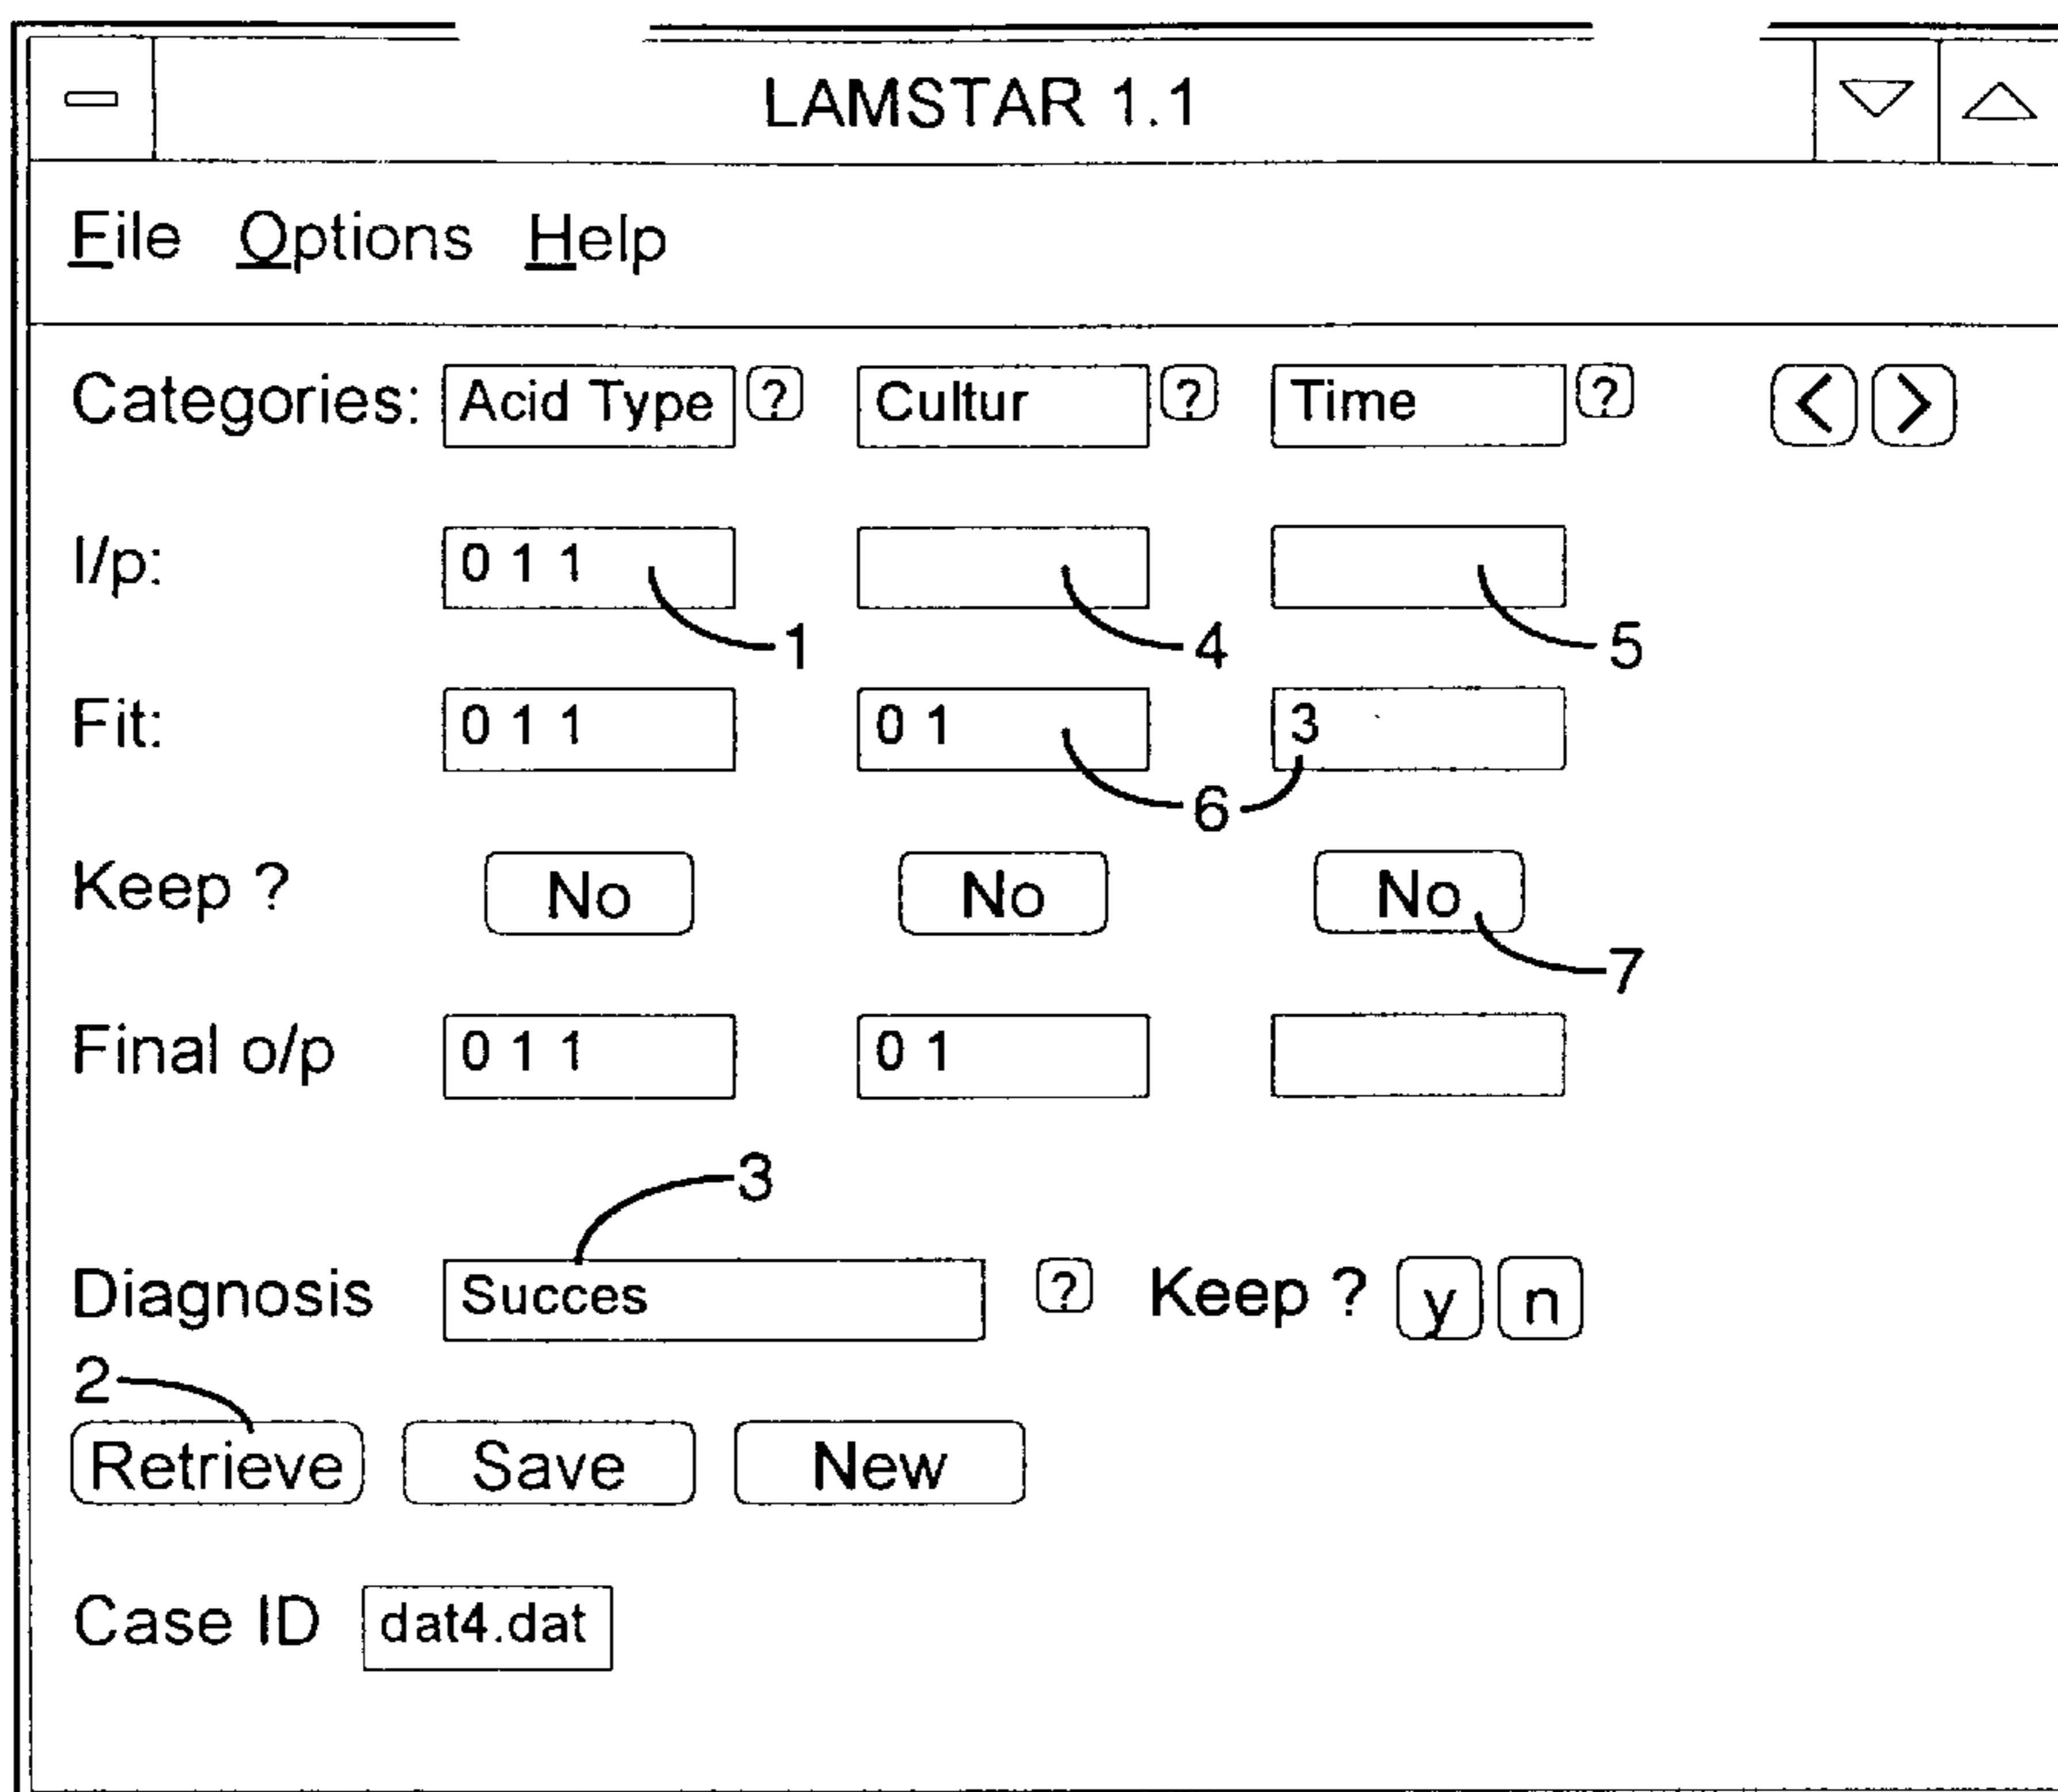 LAMSTAR 1.1
File Options Help
Categories: Acid Type ? Cultur ? Time ? < >
I/p: 0 1 1
1 4 5
Fit: 0 1 1 0 1 3
6
Keep ? No No No
7
Final o/p 0 1 1 0 1
3
Diagnosis Succes ? Keep ? y n
2
Retrieve Save New
Case ID dat4.dat